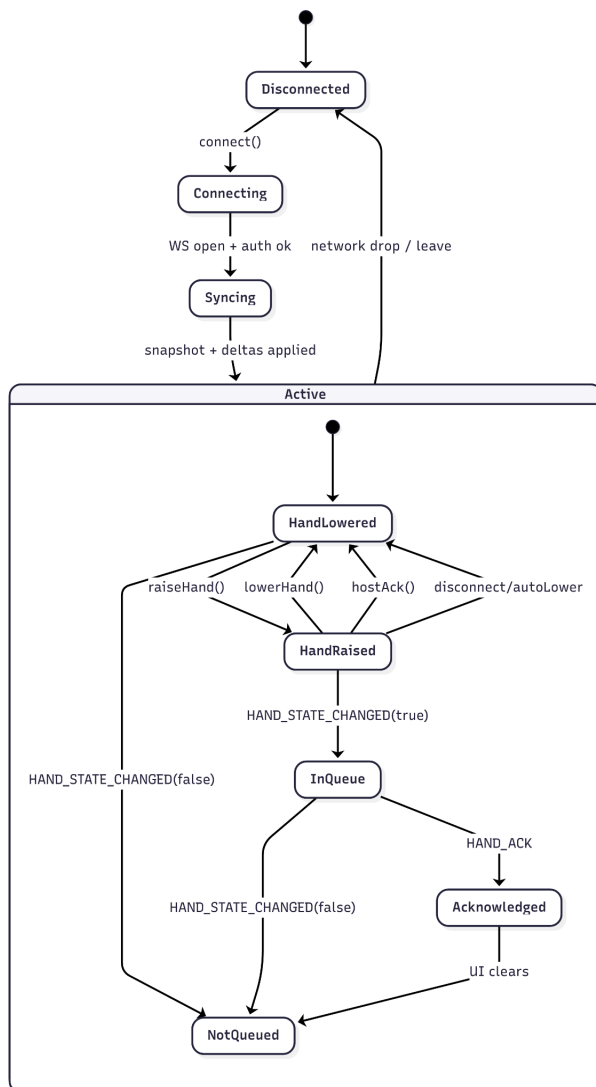 Disconnected
connect()
Connecting
WS open + auth ok
network drop / leave
Syncing
snapshot + deltas applied
Active
HandLowered
raiseHand()
lowerHand()
hostAck()
disconnect/autoLower
HandRaised
HAND_STATE_CHANGED(true)
HAND_STATE_CHANGED(false)
InQueue
HAND_ACK
HAND_STATE_CHANGED(false)
Acknowledged
UI clears
NotQueued